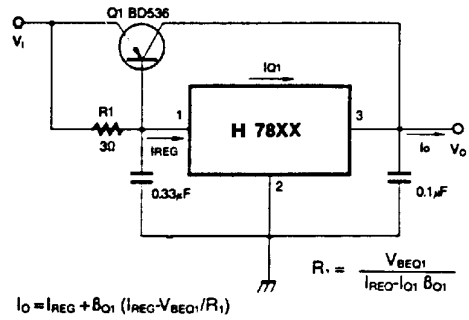 Q1 BD536
VI
IQ1
R1
3Ω
1
H 78XX
3
IREG
IO
VO
0.33µF
2
0.1µF
R1 = VBEQ1 / IREQ-IQ1 βQ1
IO = IREG + βQ1 (IREG-VBEQ1/R1)